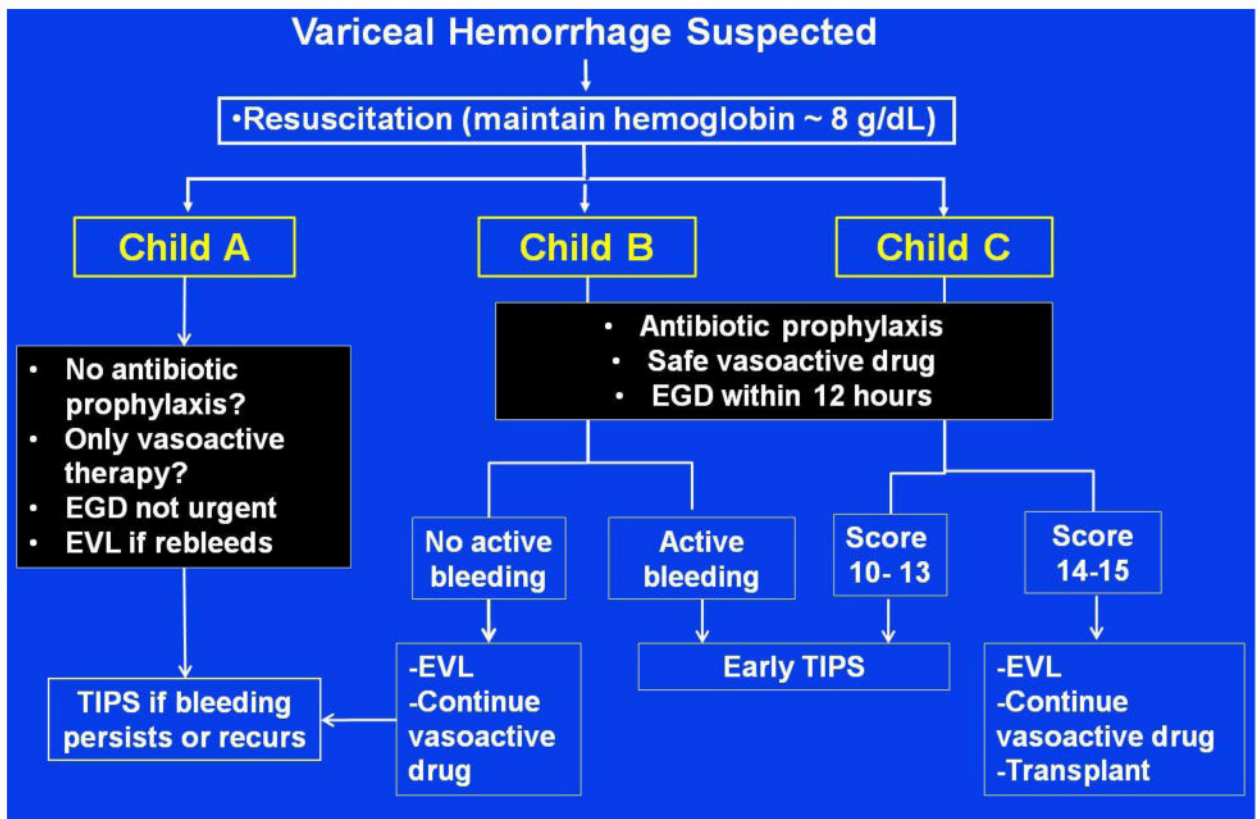 Variceal Hemorrhage Suspected
•Resuscitation (maintain hemoglobin ~ 8 g/dL)
Child A
Child B
Child C
• No antibiotic
prophylaxis?
• Only vasoactive
therapy?
• EGD not urgent
• EVL if rebleeds
• Antibiotic prophylaxis
• Safe vasoactive drug
• EGD within 12 hours
No active
bleeding
Active
bleeding
Score
10- 13
Score
14-15
TIPS if bleeding
persists or recurs
-EVL
-Continue
vasoactive
drug
Early TIPS
-EVL
-Continue
vasoactive drug
-Transplant